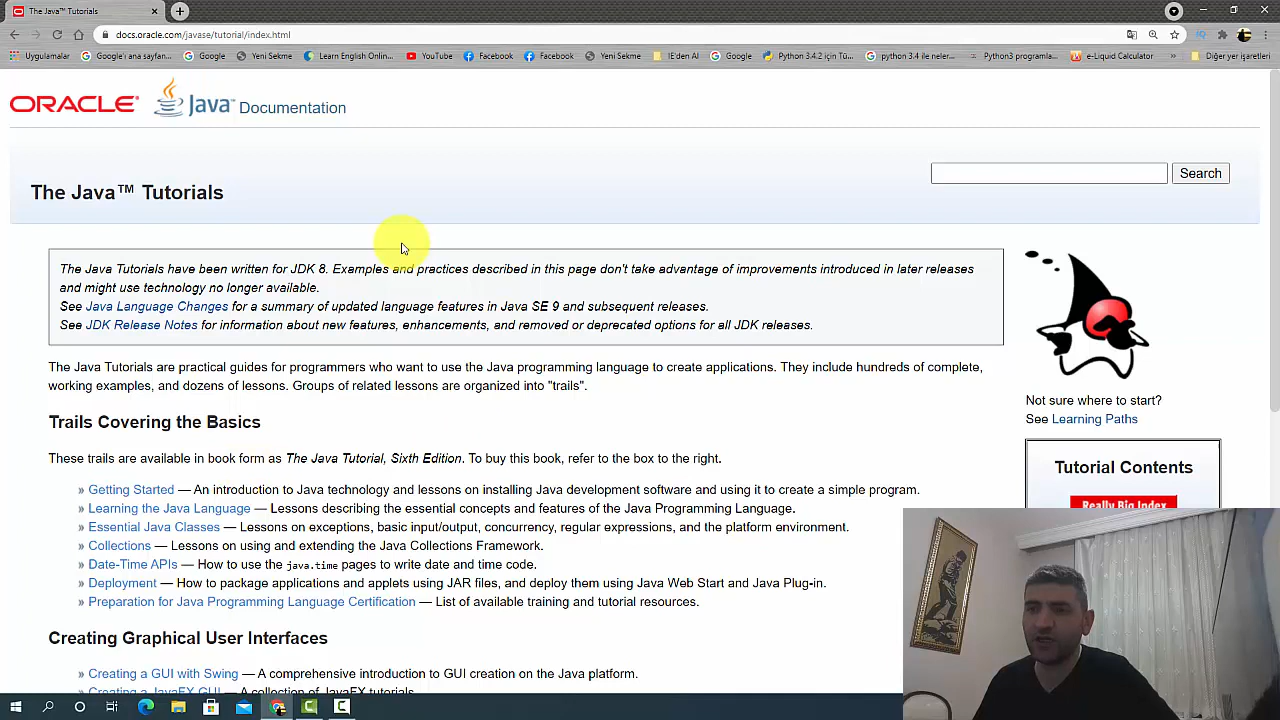 The Java™ Tutorials
docs.oracle.com/javase/tutorial/index.html
Uygulamalar Google'ı ana sayfan... Google Yeni Sekme Learn English Online... YouTube Facebook Facebook Yeni Sekme IE'den Al Google Python 3.4.2 için Tü... python 3.4 ile neler... Python3 programla... e-Liquid Calculator » Diğer yer işaretleri
ORACLE Java™ Documentation
Search
The Java™ Tutorials
The Java Tutorials have been written for JDK 8. Examples and practices described in this page don't take advantage of improvements introduced in later releases
and might use technology no longer available.
See Java Language Changes for a summary of updated language features in Java SE 9 and subsequent releases.
See JDK Release Notes for information about new features, enhancements, and removed or deprecated options for all JDK releases.
The Java Tutorials are practical guides for programmers who want to use the Java programming language to create applications. They include hundreds of complete,
working examples, and dozens of lessons. Groups of related lessons are organized into "trails".
Not sure where to start?
See Learning Paths
Trails Covering the Basics
These trails are available in book form as The Java Tutorial, Sixth Edition. To buy this book, refer to the box to the right.
Tutorial Contents
Really Big Index
» Getting Started — An introduction to Java technology and lessons on installing Java development software and using it to create a simple program.
» Learning the Java Language — Lessons describing the essential concepts and features of the Java Programming Language.
» Essential Java Classes — Lessons on exceptions, basic input/output, concurrency, regular expressions, and the platform environment.
» Collections — Lessons on using and extending the Java Collections Framework.
» Date-Time APIs — How to use the java.time pages to write date and time code.
» Deployment — How to package applications and applets using JAR files, and deploy them using Java Web Start and Java Plug-in.
» Preparation for Java Programming Language Certification — List of available training and tutorial resources.
Creating Graphical User Interfaces
» Creating a GUI with Swing — A comprehensive introduction to GUI creation on the Java platform.
» Creating a JavaFX GUI — A collection of JavaFX tutorials.